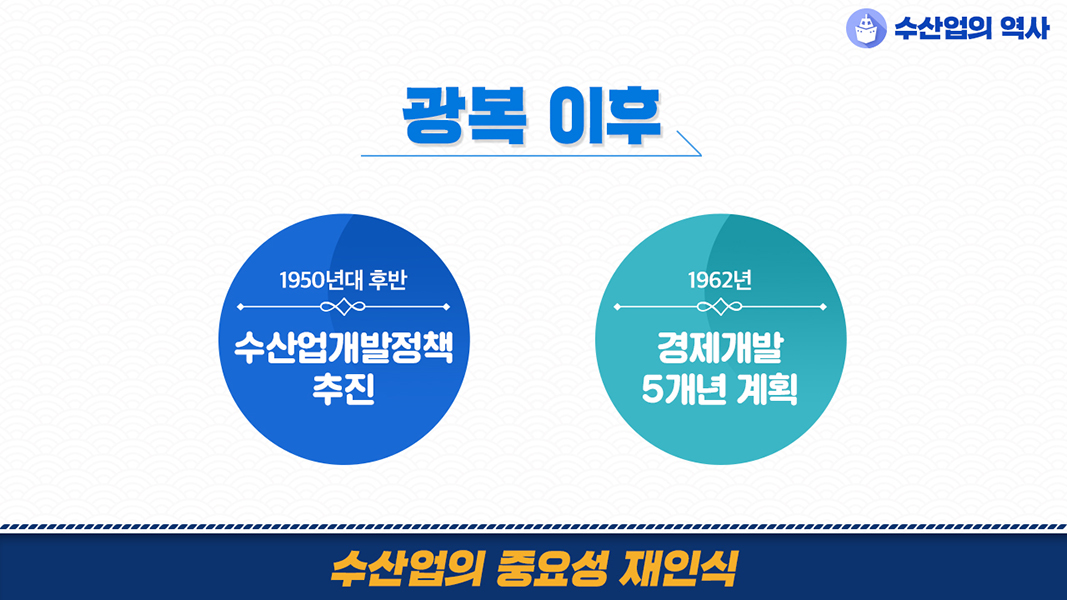 수산업의 역사
광복 이후
1950년대 후반
수산업개발정책
추진
1962년
경제개발
5개년 계획
수산업의 중요성 재인식